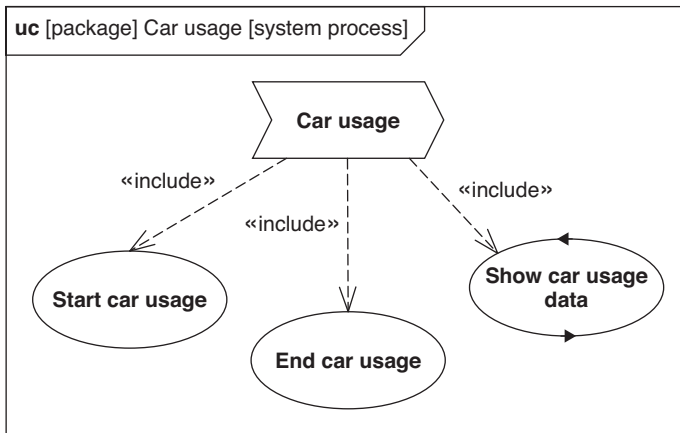 uc [package] Car usage [system process]
Car usage
«include»
«include»
«include»
Start car usage
Show car usage
data
End car usage